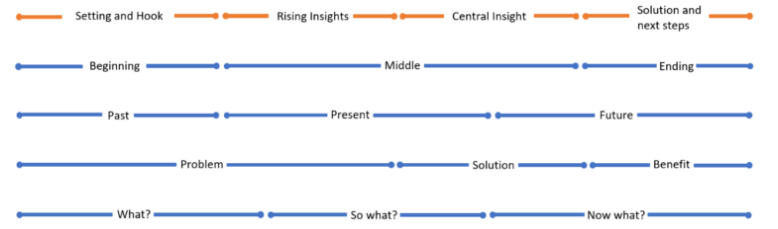 Setting and Hook
Rising Insights
Central Insight
Solution and
next steps
Beginning
Middle
Ending
Past
Present
Future
Problem
Solution
Benefit
What?
So what?
Now what?